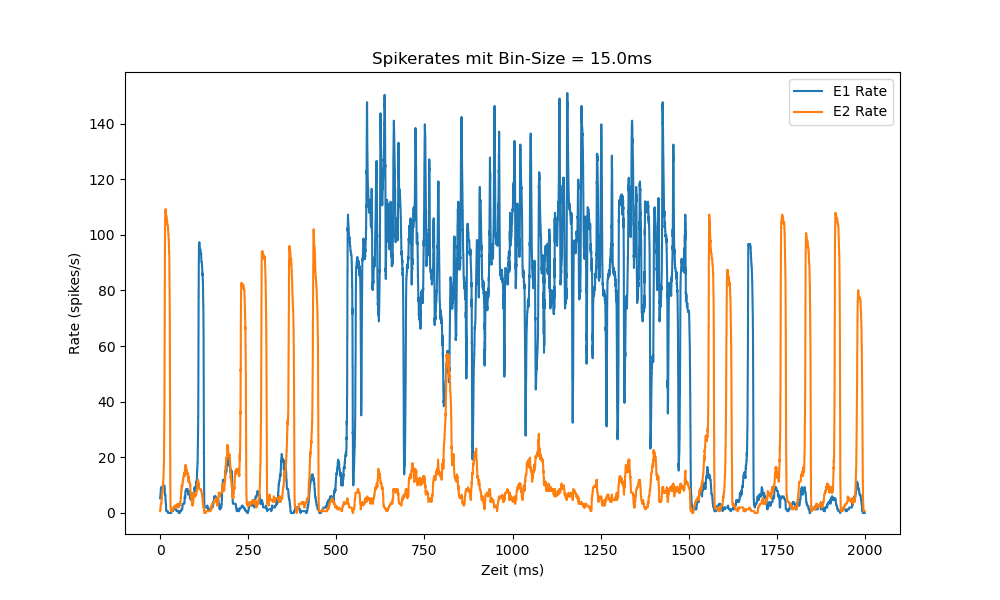 Spikerates mit Bin-Size = 15.0ms
E1 Rate
E2 Rate
Rate (spikes/s)
140
120
100
80
60
40
20
0
0 250 500 750 1000 1250 1500 1750 2000
Zeit (ms)